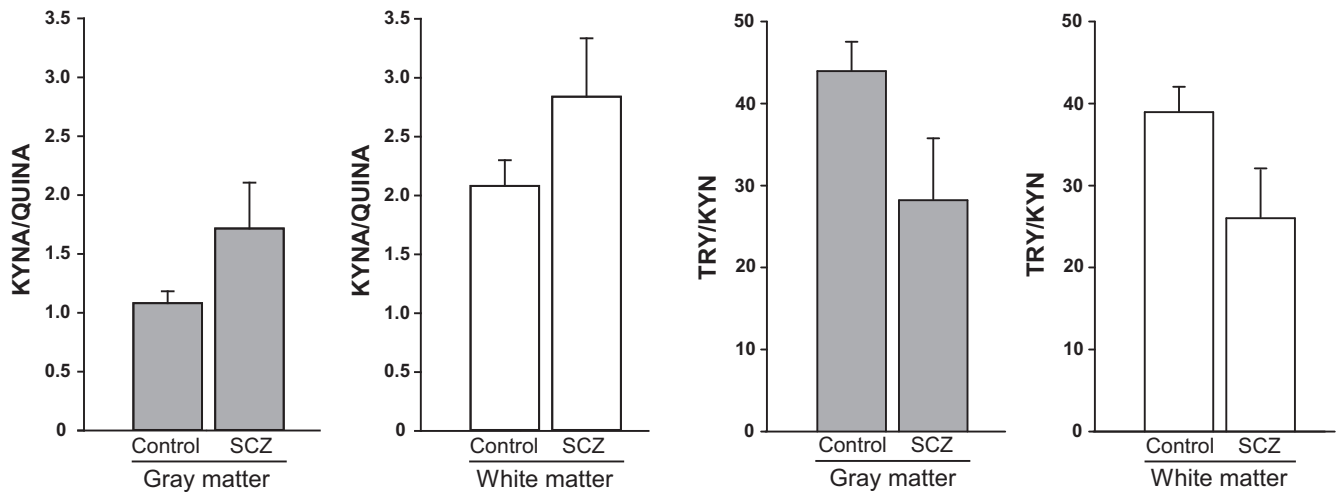 KYNA/QUINA
3.5
3.0
2.5
2.0
1.5
1.0
0.5
0
Control SCZ
Gray matter
KYNA/QUINA
3.5
3.0
2.5
2.0
1.5
1.0
0.5
0
Control SCZ
White matter
TRY/KYN
50
40
30
20
10
0
Control SCZ
Gray matter
TRY/KYN
50
40
30
20
10
0
Control SCZ
White matter